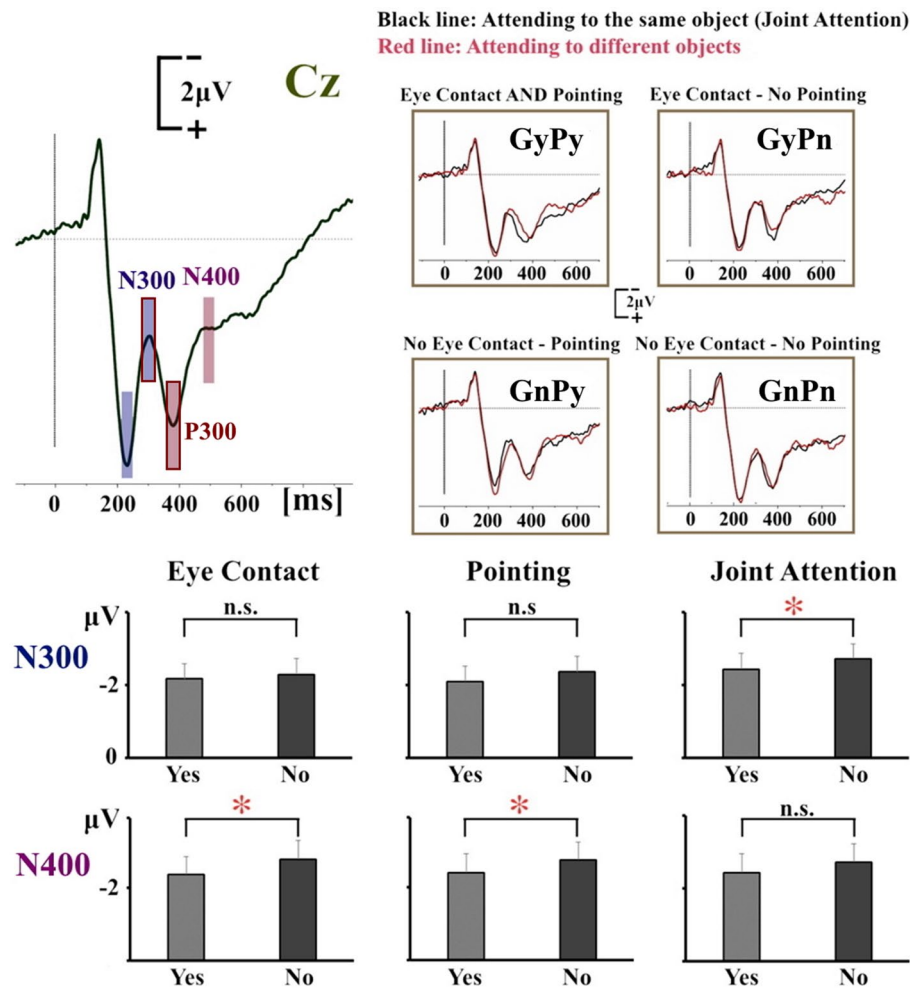 Black line: Attending to the same object (Joint Attention)
Red line: Attending to different objects
−
2μV
+
Cz
N300
N400
P300
0 200 400 600 [ms]
Eye Contact AND Pointing
GyPy
0 200 400 600
Eye Contact - No Pointing
GyPn
0 200 400 600
−
2μV
+
No Eye Contact - Pointing
GnPy
0 200 400 600
No Eye Contact - No Pointing
GnPn
0 200 400 600
Eye Contact
Pointing
Joint Attention
N300
μV
-2
0
n.s.
Yes No
n.s
Yes No
*
Yes No
N400
μV
-2
*
Yes No
*
Yes No
n.s.
Yes No